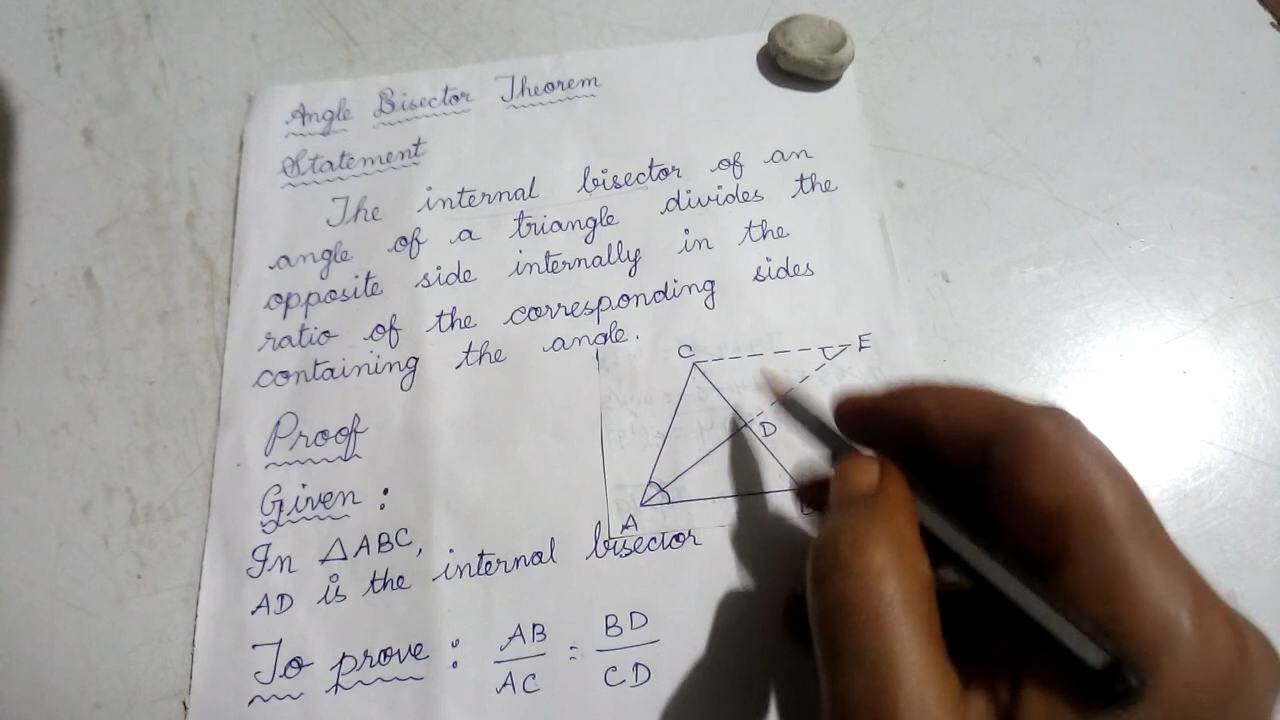 Angle Bisector Theorem
Statement
The internal bisector of an
angle of a triangle divides the
opposite side internally in the
ratio of the corresponding sides
containing the angle.
C
E
D
A
Proof
Given :
In △ABC,
AD is the internal bisector
To prove : AB/AC = BD/CD